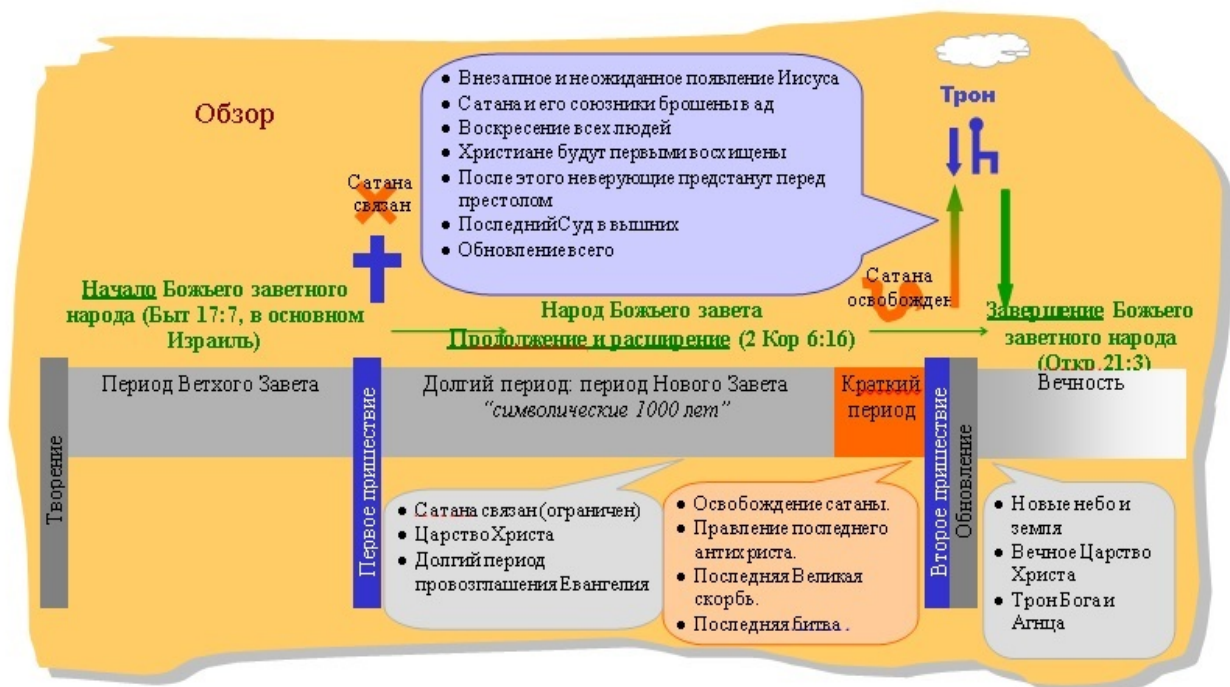 Обзор
• Внезапное и неожиданное появление Иисуса
• Сатана и его союзники брошены в ад
• Воскресение всех людей
• Христиане будут первыми восхищены
• После этого неверующие предстанут перед
престолом
• Последний Суд в вышних
• Обновление всего
Трон
Сатана
связан
Сатана
освобожден
Начало Божьего заветного
народа (Быт 17:7, в основном
Израиль)
Народ Божьего завета
Продолжение и расширение (2 Кор 6:16)
Завершение Божьего
заветного народа
(Откр. 21:3)
Творение
Период Ветхого Завета
Первое пришествие
Долгий период: период Нового Завета
“символические 1000 лет”
Краткий
период
Второе пришествие
Обновление
Вечность
• Сатана связан (ограничен)
• Царство Христа
• Долгий период
провозглашения Евангелия
• Освобождение сатаны.
• Правление последнего
антихриста.
• Последняя Великая
скорбь.
• Последняя битва .
• Новые небо и
земля
• Вечное Царство
Христа
• Трон Бога и
Агнца